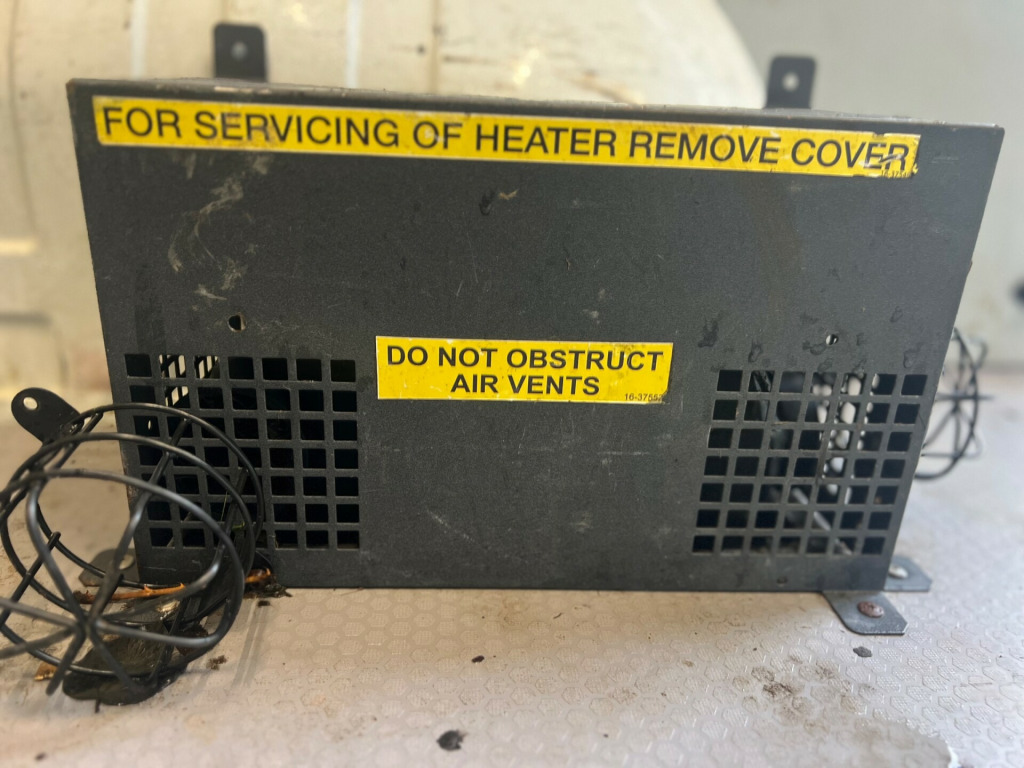 FOR SERVICING OF HEATER REMOVE COVER
DO NOT OBSTRUCT
AIR VENTS